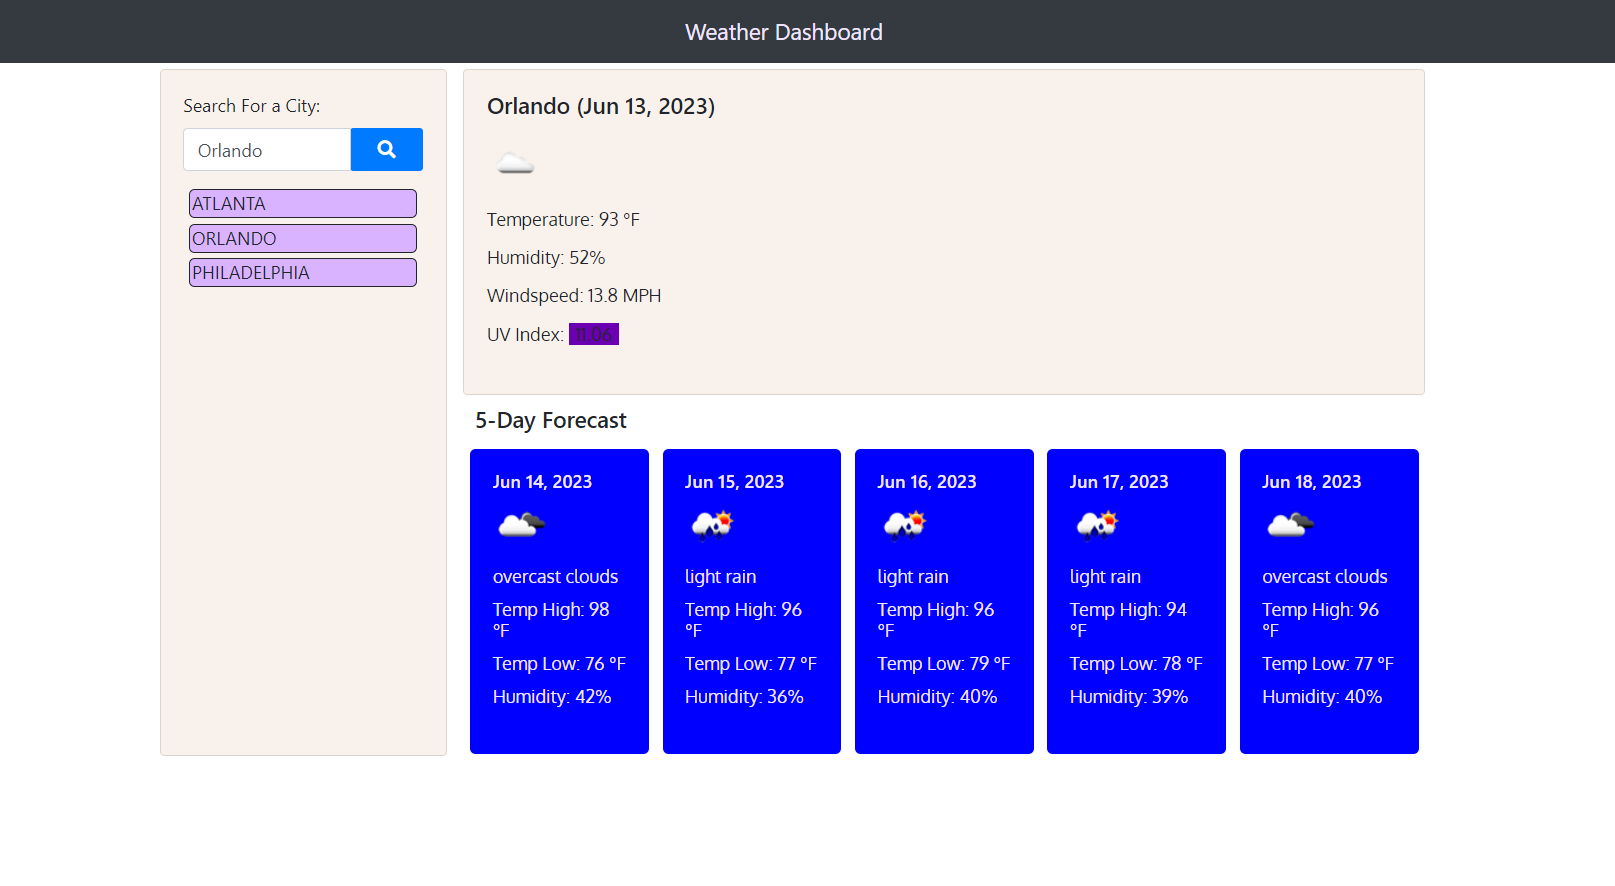 Weather Dashboard
Search For a City:
Orlando
ATLANTA
ORLANDO
PHILADELPHIA
Orlando (Jun 13, 2023)
Temperature: 93 °F
Humidity: 52%
Windspeed: 13.8 MPH
UV Index: 11.06
5-Day Forecast
Jun 14, 2023
overcast clouds
Temp High: 98
°F
Temp Low: 76 °F
Humidity: 42%
Jun 15, 2023
light rain
Temp High: 96
°F
Temp Low: 77 °F
Humidity: 36%
Jun 16, 2023
light rain
Temp High: 96
°F
Temp Low: 79 °F
Humidity: 40%
Jun 17, 2023
light rain
Temp High: 94
°F
Temp Low: 78 °F
Humidity: 39%
Jun 18, 2023
overcast clouds
Temp High: 96
°F
Temp Low: 77 °F
Humidity: 40%